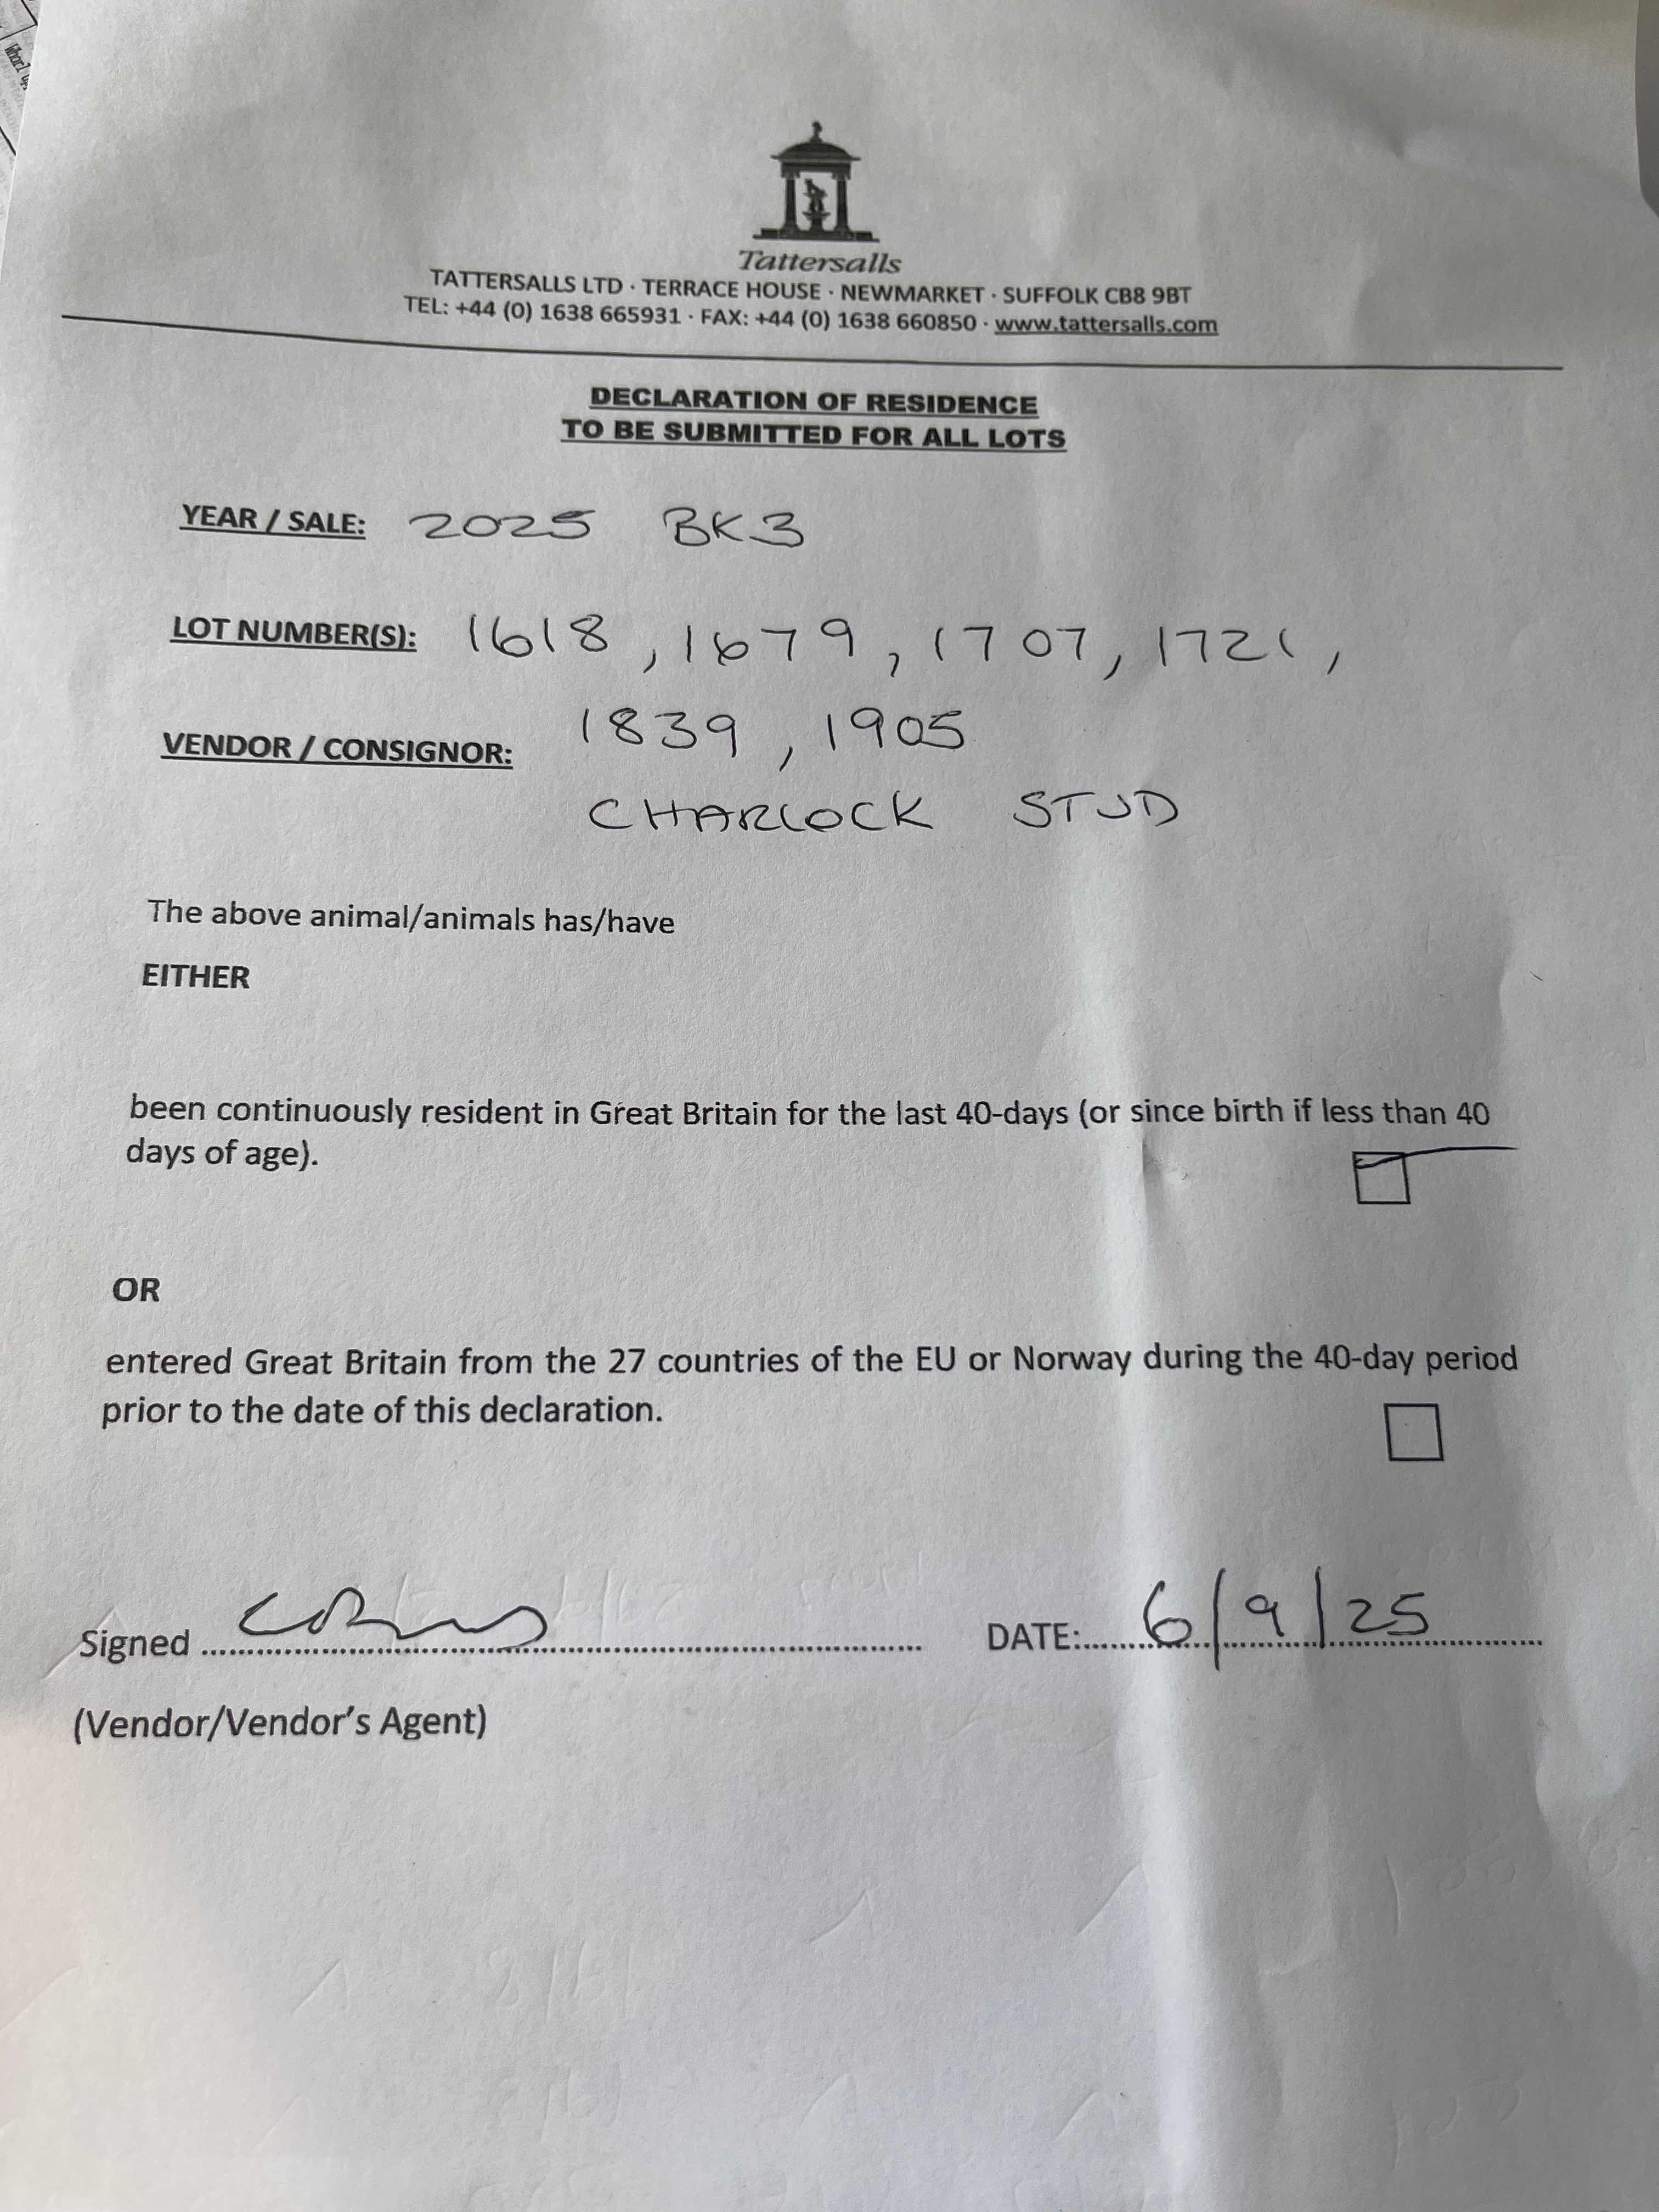 Tattersalls
TATTERSALLS LTD · TERRACE HOUSE · NEWMARKET · SUFFOLK CB8 9BT
TEL: +44 (0) 1638 665931 · FAX: +44 (0) 1638 660850 · www.tattersalls.com
DECLARATION OF RESIDENCE
TO BE SUBMITTED FOR ALL LOTS
YEAR / SALE: 2025 BK3
LOT NUMBER(S): 1618, 1679, 1707, 1721,
1839, 1905
VENDOR / CONSIGNOR:
CHARLOCK STUD
The above animal/animals has/have
EITHER
been continuously resident in Great Britain for the last 40-days (or since birth if less than 40
days of age).
OR
entered Great Britain from the 27 countries of the EU or Norway during the 40-day period
prior to the date of this declaration.
Signed DATE: 6/9/25
(Vendor/Vendor's Agent)